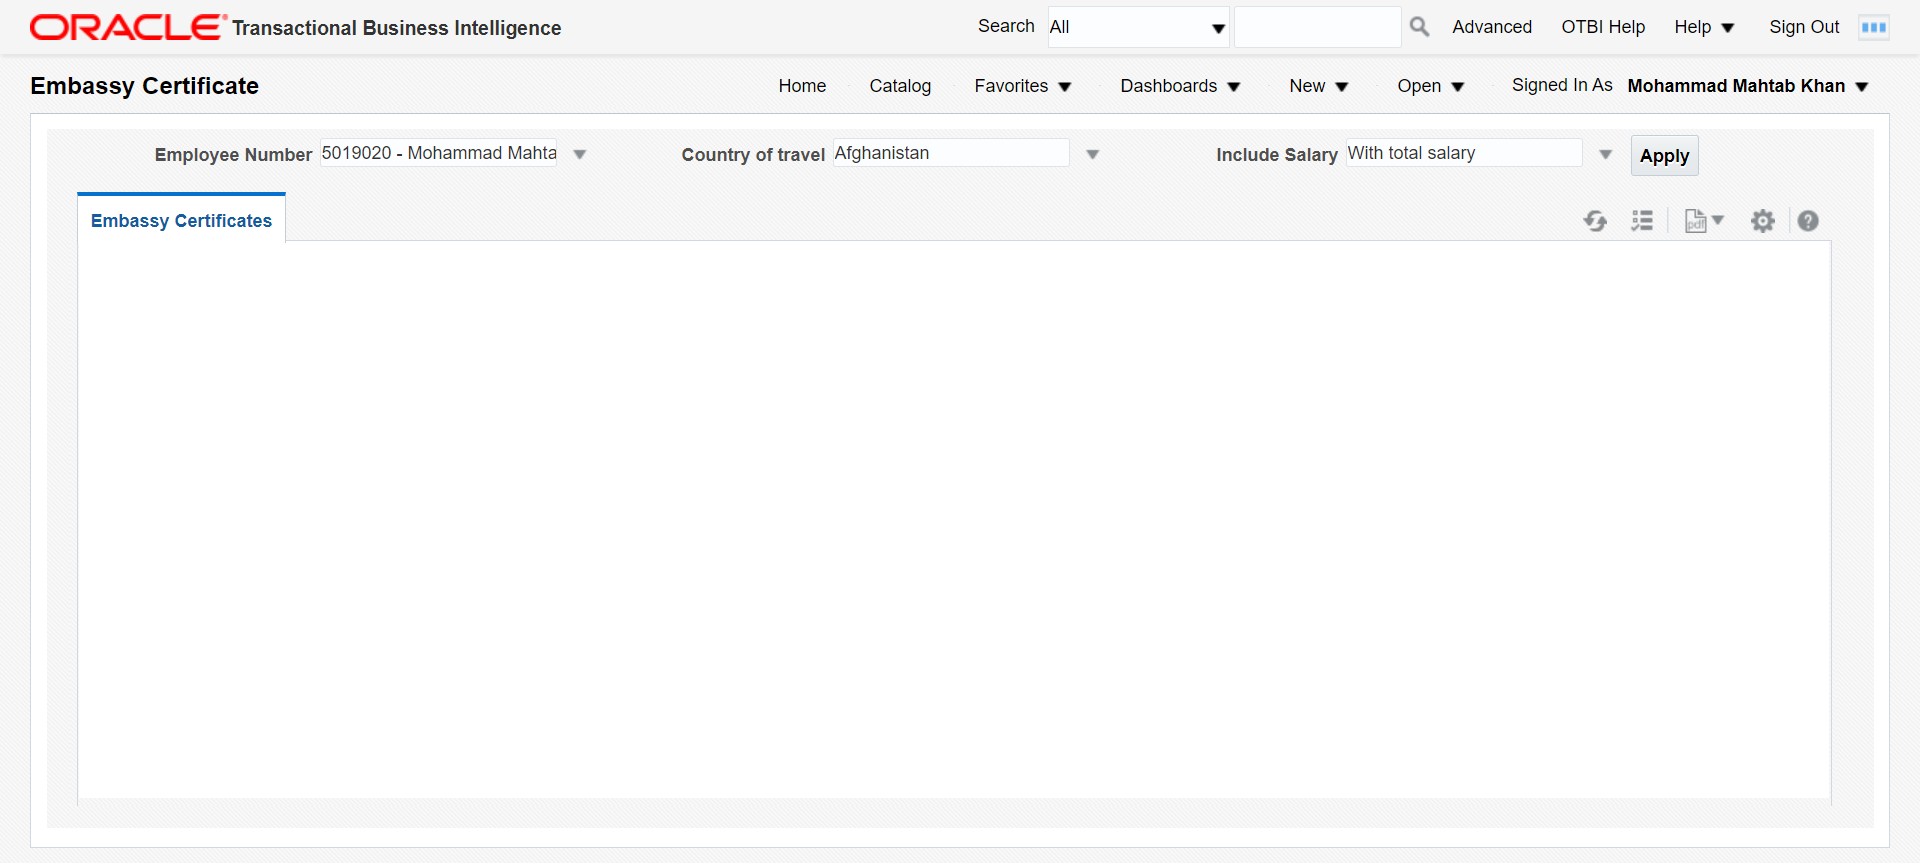 ORACLE Transactional Business Intelligence
Search All Advanced OTBI Help Help Sign Out
Embassy Certificate
Home Catalog Favorites Dashboards New Open Signed In As Mohammad Mahtab Khan
Employee Number 5019020 - Mohammad Mahta Country of travel Afghanistan Include Salary With total salary Apply
Embassy Certificates
pdf